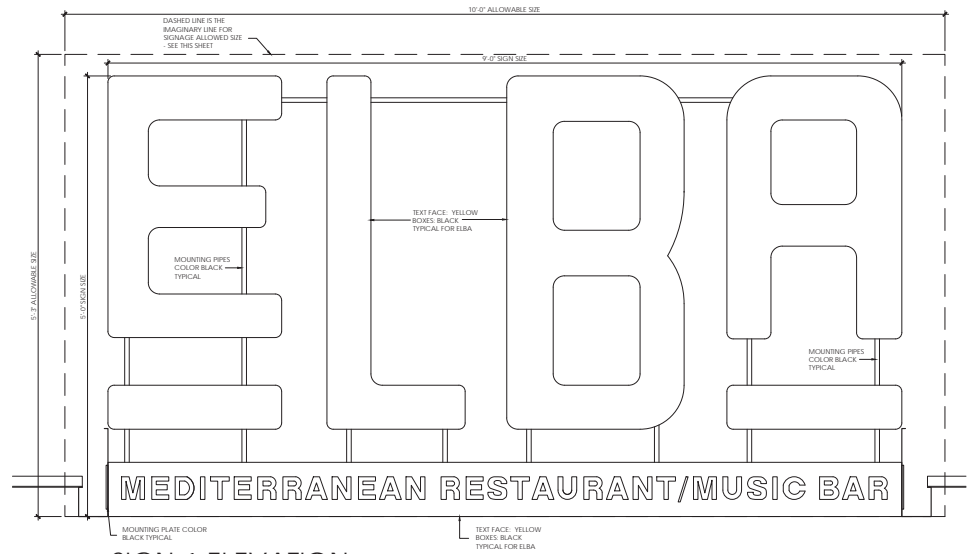 10'-0" ALLOWABLE SIZE
DASHED LINE IS THE
IMAGINARY LINE FOR
SIGNAGE ALLOWED SIZE
- SEE THIS SHEET
9'-0" SIGN SIZE
5'-3" ALLOWABLE SIZE
5'-0" SIGN SIZE
ELBA
TEXT FACE: YELLOW
BOXES: BLACK
TYPICAL FOR ELBA
MOUNTING PIPES
COLOR BLACK
TYPICAL
MOUNTING PIPES
COLOR BLACK
TYPICAL
MEDITERRANEAN RESTAURANT/MUSIC BAR
MOUNTING PLATE COLOR
BLACK TYPICAL
TEXT FACE: YELLOW
BOXES: BLACK
TYPICAL FOR ELBA